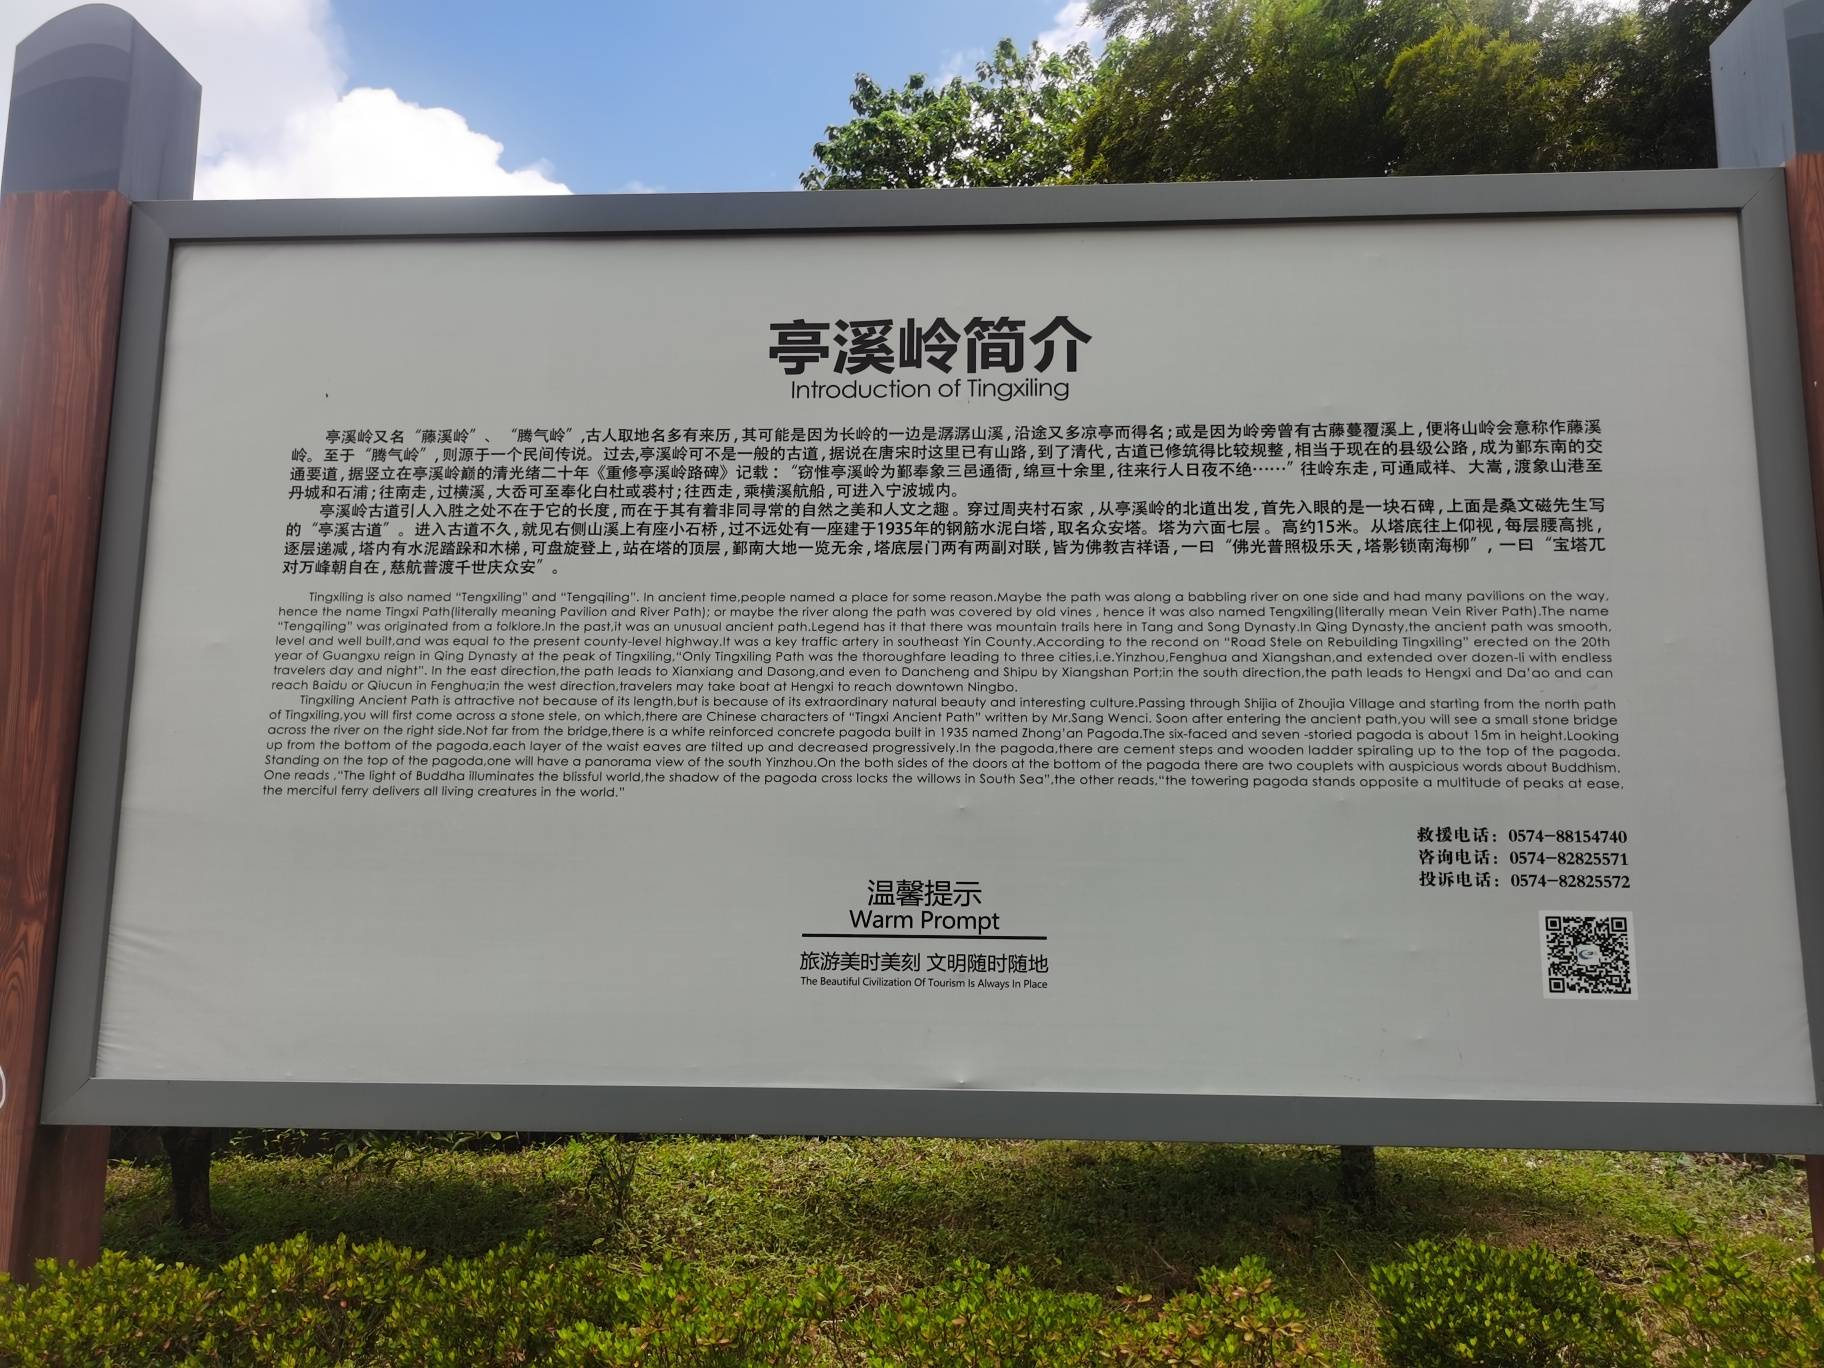 亭溪岭简介
Introduction of Tingxiling
亭溪岭又名“藤溪岭”、“腾气岭”,古人取地名多有来历,其可能是因为长岭的一边是潺潺山溪,沿途又多凉亭而得名;或是因为岭旁曾有古藤蔓覆溪上,便将山岭会意称作藤溪
岭。至于“腾气岭”,则源于一个民间传说。过去,亭溪岭可不是一般的古道,据说在唐宋时这里已有山路,到了清代,古道已修筑得比较规整,相当于现在的县级公路,成为鄞东南的交
通要道,据竖立在亭溪岭巅的清光绪二十年《重修亭溪岭路碑》记载：“窃惟亭溪岭为鄞奉象三邑通衢,绵亘十余里,往来行人日夜不绝……”往岭东走,可通咸祥、大嵩,渡象山港至
丹城和石浦;往南走,过横溪,大岙可至奉化白杜或裘村;往西走,乘横溪航船,可进入宁波城内。
亭溪岭古道引人入胜之处不在于它的长度,而在于其有着非同寻常的自然之美和人文之趣。穿过周夹村石家,从亭溪岭的北道出发,首先入眼的是一块石碑,上面是桑文磁先生写
的“亭溪古道”。进入古道不久,就见右侧山溪上有座小石桥,过不远处有一座建于1935年的钢筋水泥白塔,取名众安塔。塔为六面七层。高约15米。从塔底往上仰视,每层腰高挑,
逐层递减,塔内有水泥踏跺和木梯,可盘旋登上,站在塔的顶层,鄞南大地一览无余,塔底层门两有两副对联,皆为佛教吉祥语,一曰“佛光普照极乐天,塔影锁南海柳”,一曰“宝塔兀
对万峰朝自在,慈航普渡千世庆众安”。
Tingxiling is also named “Tengxiling” and “Tengqiling”. In ancient time,people named a place for some reason.Maybe the path was along a babbling river on one side and had many pavilions on the way,
hence the name Tingxi Path(literally meaning Pavilion and River Path); or maybe the river along the path was covered by old vines , hence it was also named Tengxiling(literally mean Vein River Path).The name
“Tengqiling” was originated from a folklore.In the past,it was an unusual ancient path.Legend has it that there was mountain trails here in Tang and Song Dynasty.In Qing Dynasty,the ancient path was smooth,
level and well built,and was equal to the present county-level highway.It was a key traffic artery in southeast Yin County.According to the recond on “Road Stele on Rebuilding Tingxiling” erected on the 20th
year of Guangxu reign in Qing Dynasty at the peak of Tingxiling,“Only Tingxiling Path was the thoroughfare leading to three cities,i.e.Yinzhou,Fenghua and Xiangshan,and extended over dozen-li with endless
travelers day and night”. In the east direction,the path leads to Xianxiang and Dasong,and even to Dancheng and Shipu by Xiangshan Port;in the south direction,the path leads to Hengxi and Da’ao and can
reach Baidu or Qiucun in Fenghua;in the west direction,travelers may take boat at Hengxi to reach downtown Ningbo.
Tingxiling Ancient Path is attractive not because of its length,but is because of its extraordinary natural beauty and interesting culture.Passing through Shijia of Zhoujia Village and starting from the north path
of Tingxiling,you will first come across a stone stele, on which,there are Chinese characters of “Tingxi Ancient Path” written by Mr.Sang Wenci. Soon after entering the ancient path,you will see a small stone bridge
across the river on the right side.Not far from the bridge,there is a white reinforced concrete pagoda built in 1935 named Zhong’an Pagoda.The six-faced and seven -storied pagoda is about 15m in height.Looking
up from the bottom of the pagoda,each layer of the waist eaves are tilted up and decreased progressively.In the pagoda,there are cement steps and wooden ladder spiraling up to the top of the pagoda.
Standing on the top of the pagoda,one will have a panorama view of the south Yinzhou.On the both sides of the doors at the bottom of the pagoda there are two couplets with auspicious words about Buddhism.
One reads ,“The light of Buddha illuminates the blissful world,the shadow of the pagoda cross locks the willows in South Sea”,the other reads,“the towering pagoda stands opposite a multitude of peaks at ease,
the merciful ferry delivers all living creatures in the world.”
救援电话：0574-88154740
咨询电话：0574-82825571
投诉电话：0574-82825572
温馨提示
Warm Prompt
旅游美时美刻 文明随时随地
The Beautiful Civilization Of Tourism Is Always In Place